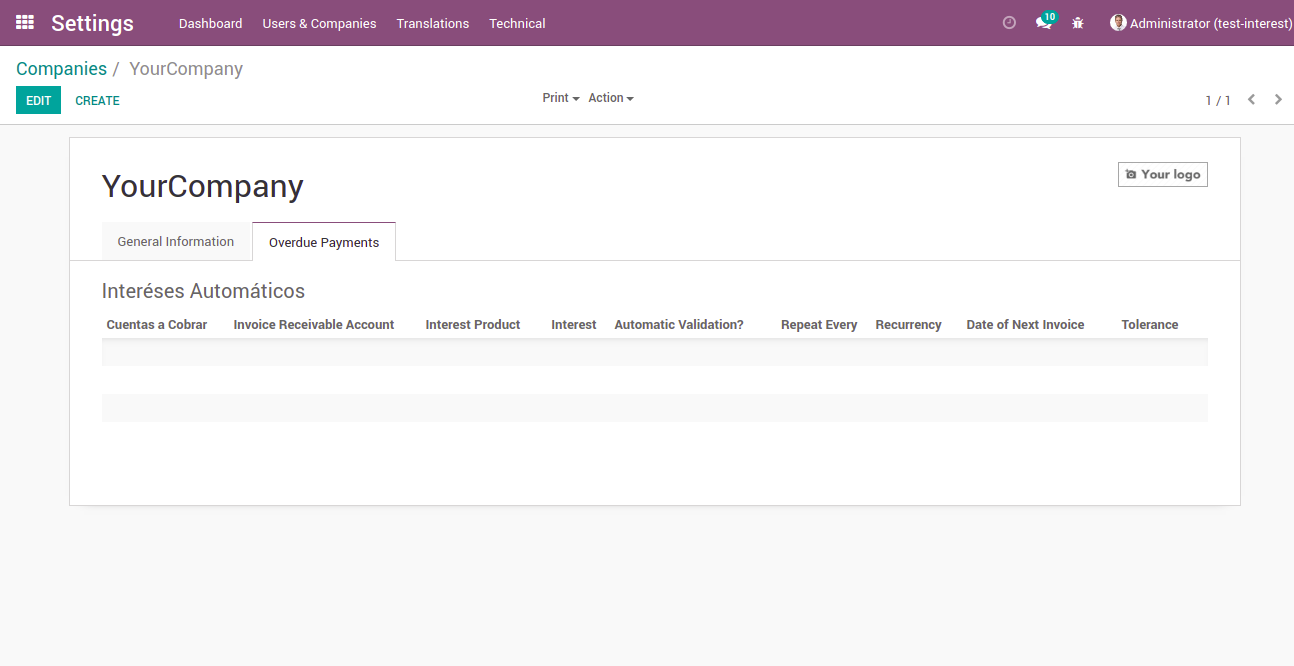 Settings Dashboard Users & Companies Translations Technical 10 Administrator (test-interest)
Companies / YourCompany
EDIT CREATE Print Action 1 / 1
YourCompany
Your logo
General Information Overdue Payments
Interéses Automáticos
Cuentas a Cobrar Invoice Receivable Account Interest Product Interest Automatic Validation? Repeat Every Recurrency Date of Next Invoice Tolerance